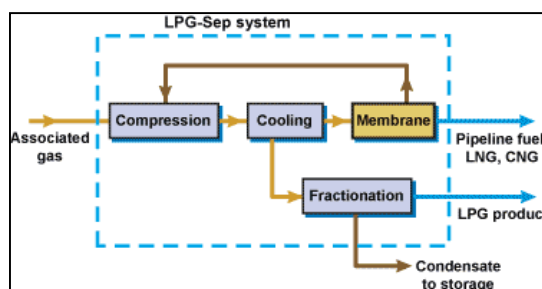 LPG-Sep system
Associated
gas
Compression
Cooling
Membrane
Pipeline fuel
LNG, CNG
Fractionation
LPG product
Condensate
to storage